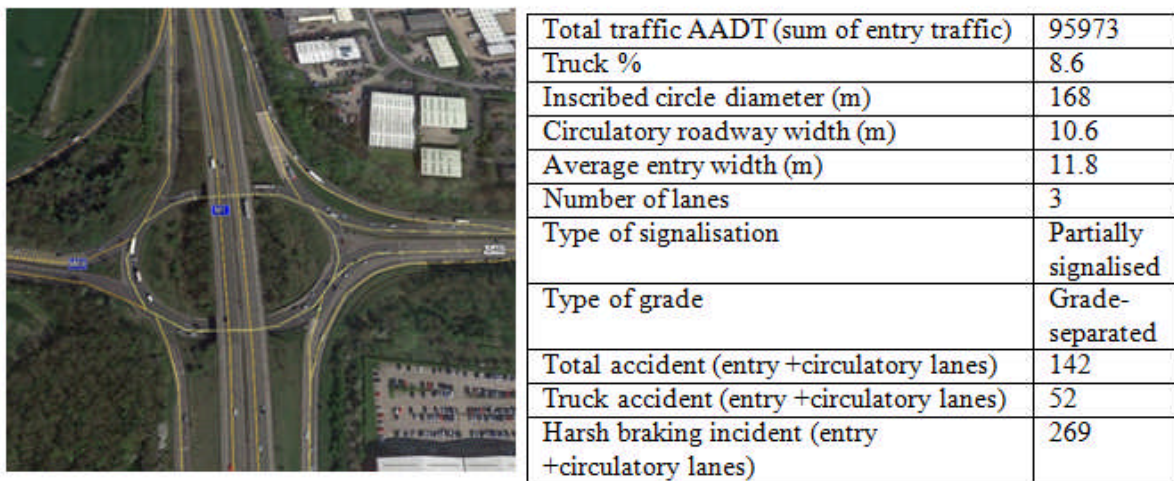 M1
Total traffic AADT (sum of entry traffic) 95973
Truck % 8.6
Inscribed circle diameter (m) 168
Circulatory roadway width (m) 10.6
Average entry width (m) 11.8
Number of lanes 3
Type of signalisation Partially
signalised
Type of grade Grade-
separated
Total accident (entry +circulatory lanes) 142
Truck accident (entry +circulatory lanes) 52
Harsh braking incident (entry 269
+circulatory lanes)